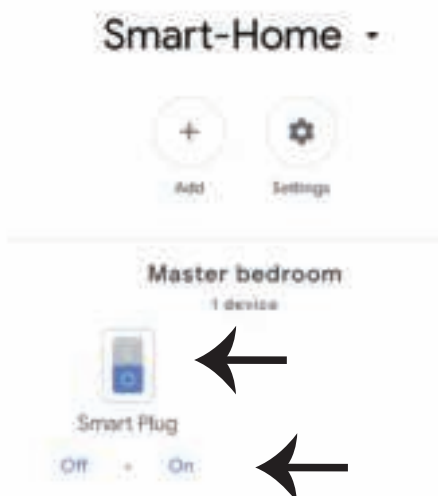 Smart-Home
Add Settings
Master bedroom
1 device
Smart Plug
Off • On